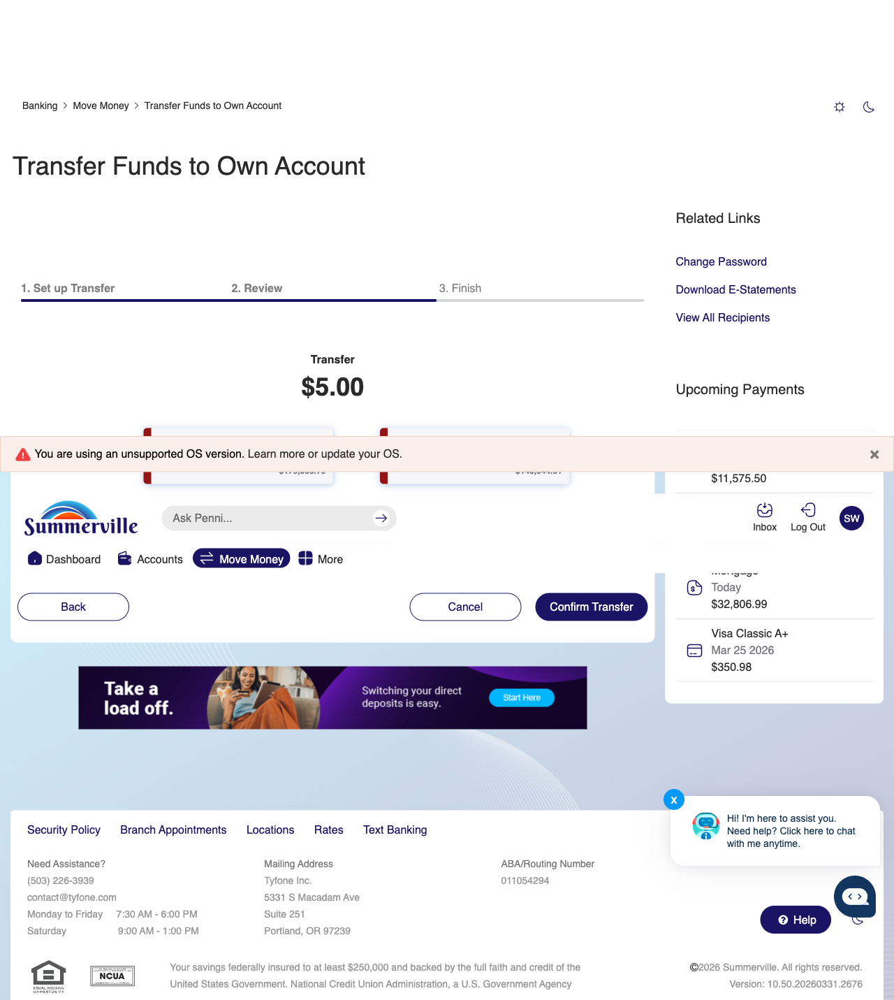 Banking > Move Money > Transfer Funds to Own Account
Transfer Funds to Own Account
Related Links
Change Password
Download E-Statements
View All Recipients
1. Set up Transfer
2. Review
3. Finish
Transfer
$5.00
Upcoming Payments
You are using an unsupported OS version. Learn more or update your OS.
$11,575.50
Summerville
Ask Penni...
Inbox
Log Out
SW
Dashboard
Accounts
Move Money
More
Mortgage
Today
$32,806.99
Back
Cancel
Confirm Transfer
Visa Classic A+
Mar 25 2026
$350.98
Take a
load off.
Switching your direct
deposits is easy.
Start Here
x
Hi! I'm here to assist you.
Need help? Click here to chat
with me anytime.
Security Policy
Branch Appointments
Locations
Rates
Text Banking
Need Assistance?
(503) 226-3939
contact@tyfone.com
Monday to Friday 7:30 AM - 6:00 PM
Saturday 9:00 AM - 1:00 PM
Mailing Address
Tyfone Inc.
5331 S Macadam Ave
Suite 251
Portland, OR 97239
ABA/Routing Number
011054294
Help
EQUAL HOUSING
OPPORTUNITY
NCUA
Your savings federally insured to at least $250,000 and backed by the full faith and credit of the
United States Government. National Credit Union Administration, a U.S. Government Agency
©2026 Summerville. All rights reserved.
Version: 10.50.20260331.2676